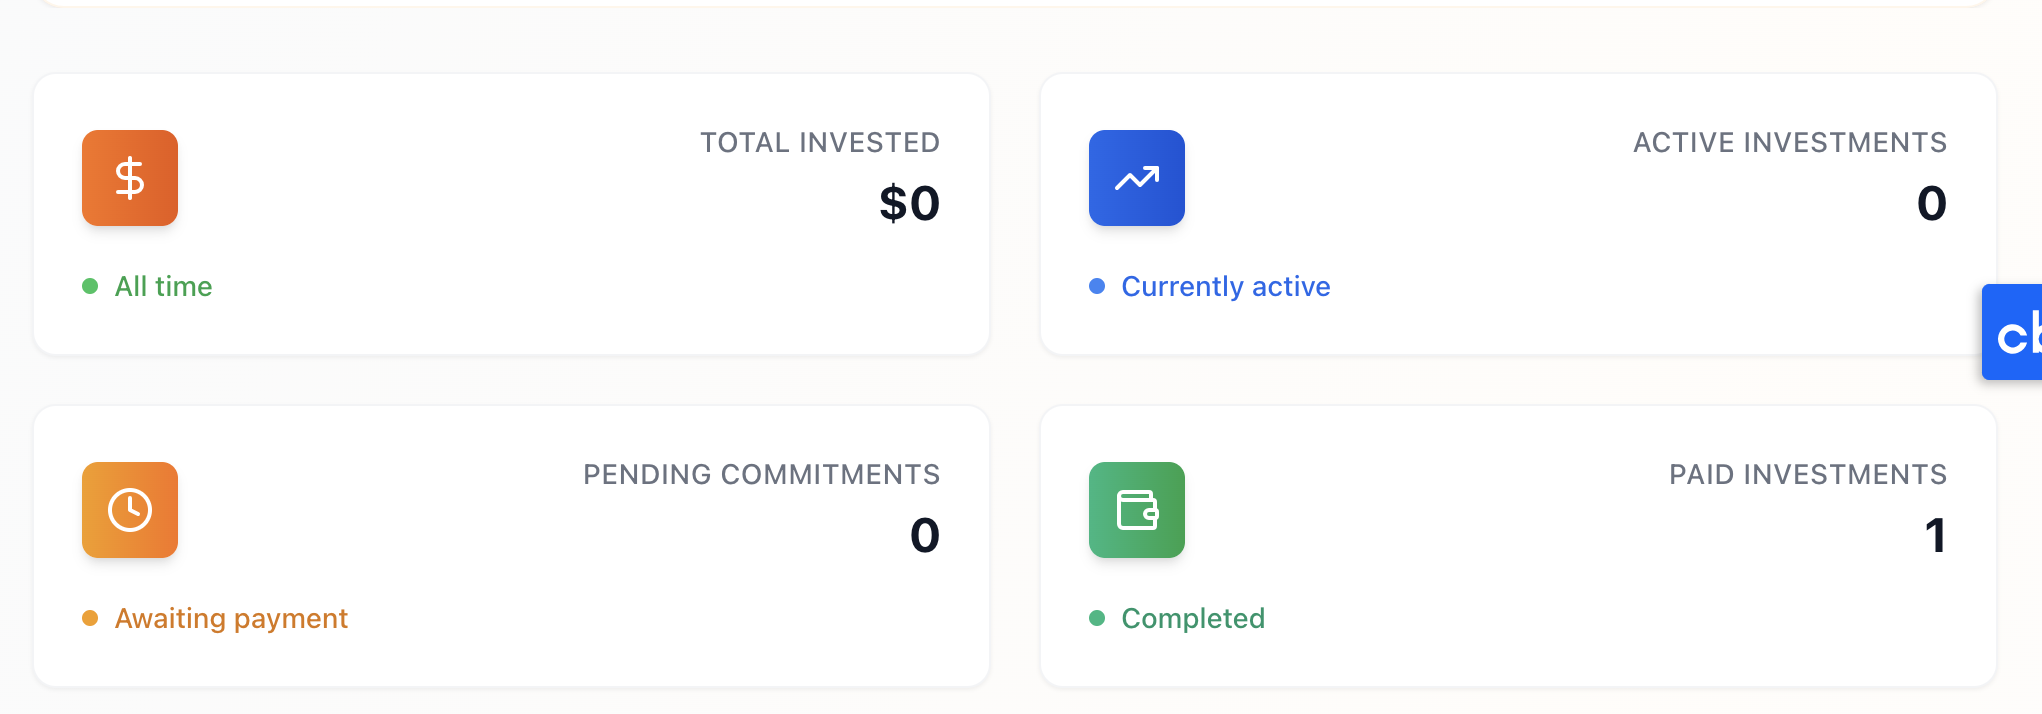 TOTAL INVESTED
$0
All time
ACTIVE INVESTMENTS
0
Currently active
PENDING COMMITMENTS
0
Awaiting payment
PAID INVESTMENTS
1
Completed